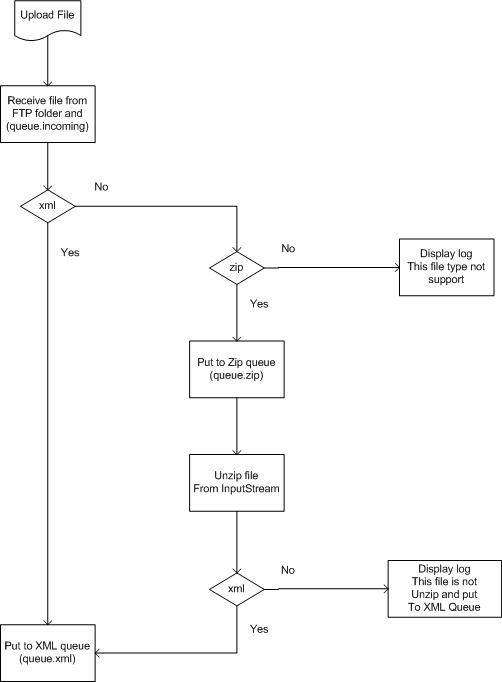 Upload File
Receive file from
FTP folder and
(queue.incoming)
No
xml
Yes
No
zip
Display log
This file type not
support
Yes
Put to Zip queue
(queue.zip)
Unzip file
From InputStream
No
xml
Display log
This file is not
Unzip and put
To XML Queue
Yes
Put to XML queue
(queue.xml)